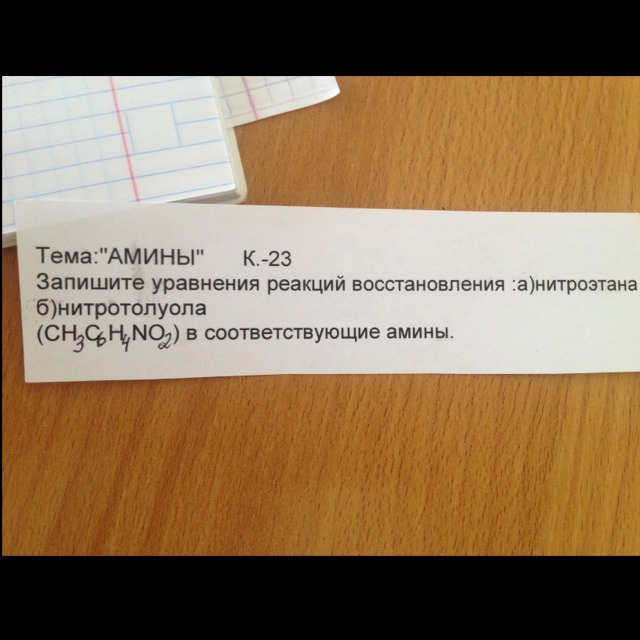 Тема:"АМИНЫ" К.-23
Запишите уравнения реакций восстановления :а)нитроэтана
б)нитротолуола
(CH3C6H4NO2) в соответствующие амины.